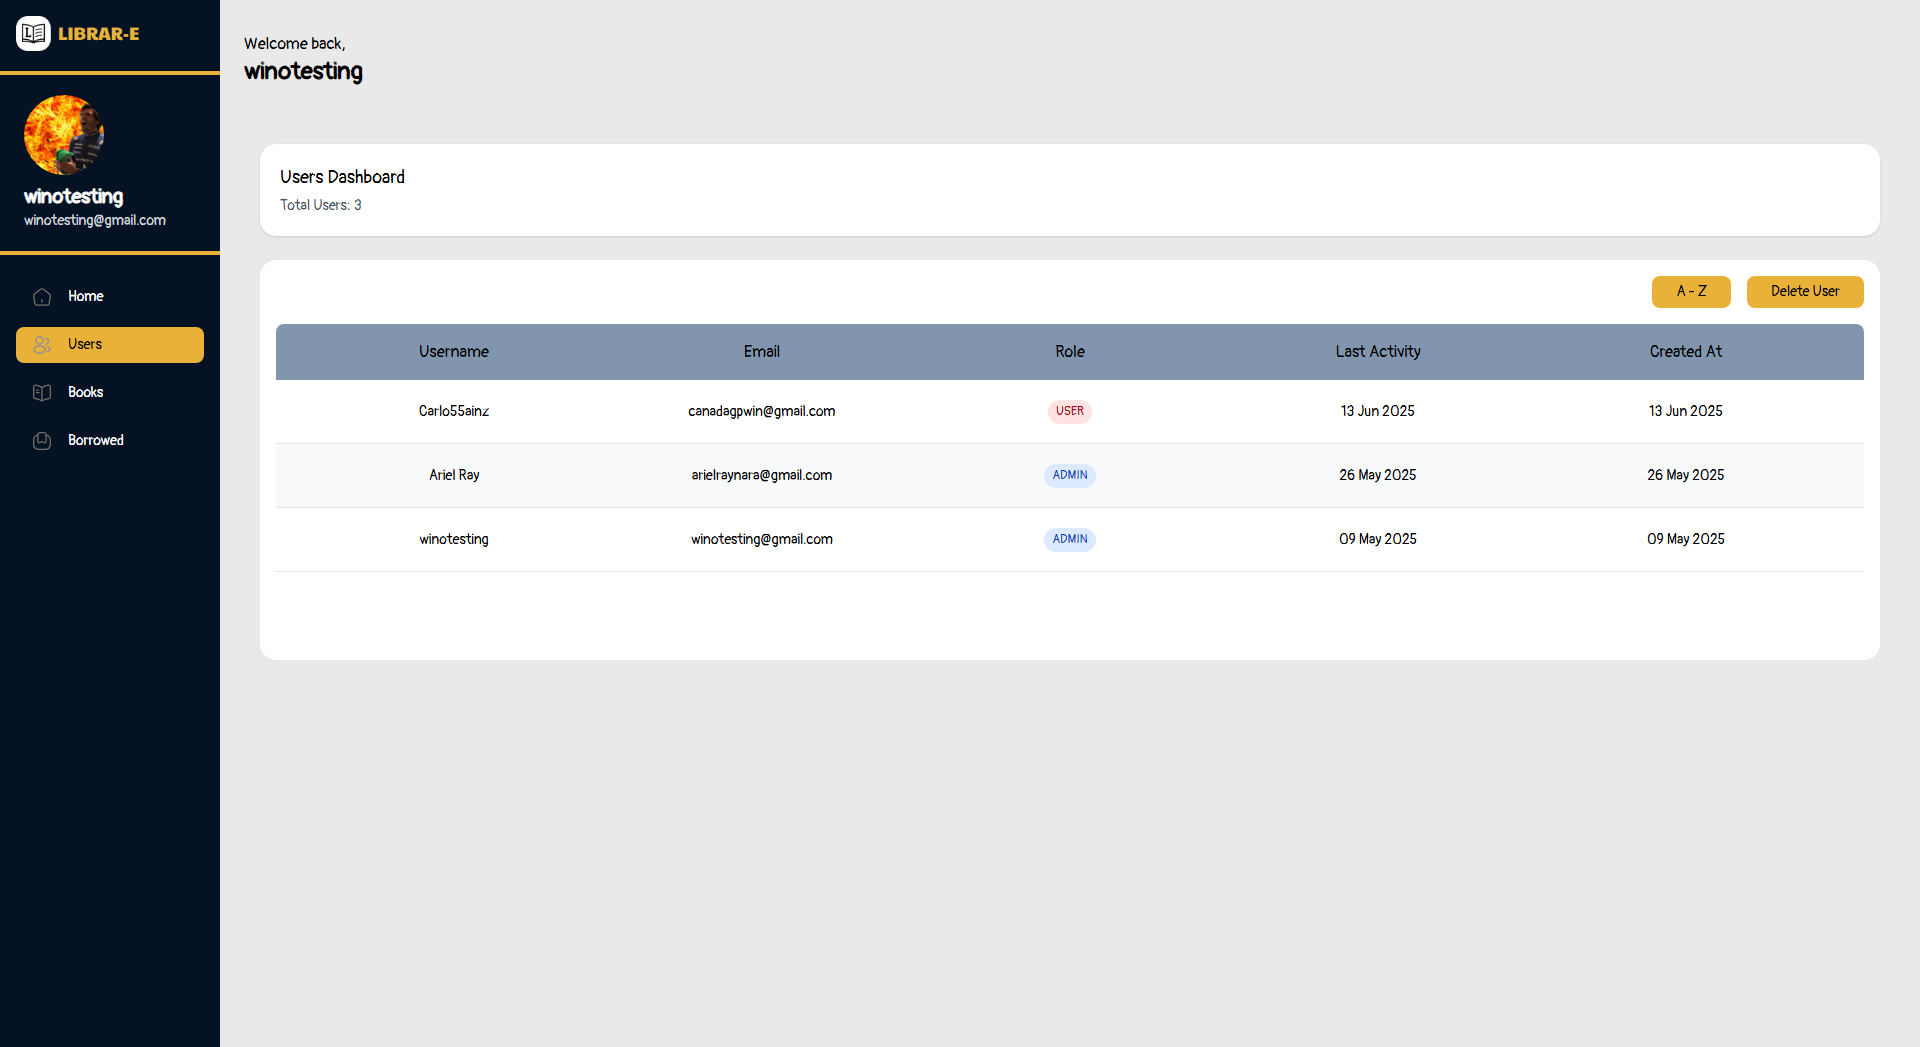 LIBRAR-E
winotesting
winotesting@gmail.com
Home
Users
Books
Borrowed
Welcome back,
winotesting
Users Dashboard
Total Users: 3
A - Z Delete User
Username Email Role Last Activity Created At
Carlo55ainz canadagpwin@gmail.com USER 13 Jun 2025 13 Jun 2025
Ariel Ray arielraynara@gmail.com ADMIN 26 May 2025 26 May 2025
winotesting winotesting@gmail.com ADMIN 09 May 2025 09 May 2025